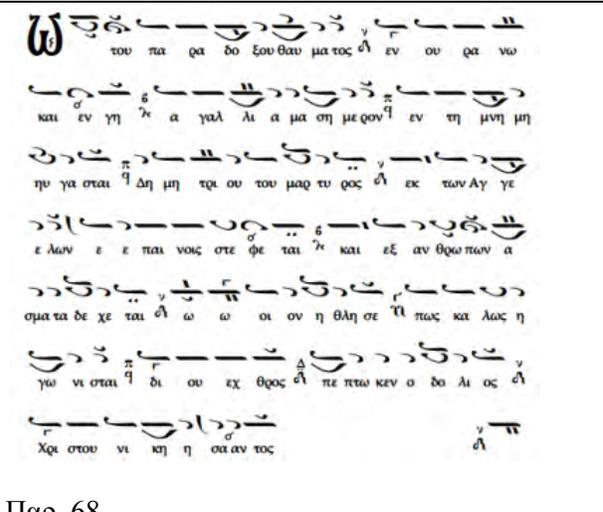 Ω του πα ρα δο ξου θαυ μα τος εν ου ρα νω
και εν γη α γαλ λι α μα ση με ρον εν τη μνη μη
ηυ γα σται Δη μη τρι ου του μαρ τυ ρος εκ των Αγ γε
ε λων ε ε παι νοις στε φε ται και εξ αν θρω πων α
σμα τα δε χε ται ω ω οι ον η θλη σε πως κα λως η
γω νι σται δι ου εχ θρος πε πτω κεν ο δο λι ος
Χρι στου νι κη η σα αν τος
Παρ. 68